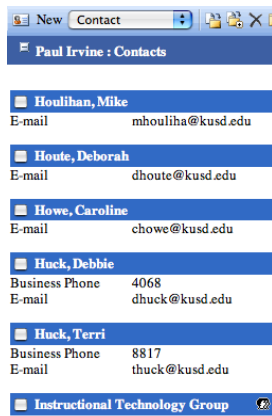 New Contact
Paul Irvine : Contacts
Houlihan, Mike
E-mail mhouliha@kusd.edu
Houte, Deborah
E-mail dhoute@kusd.edu
Howe, Caroline
E-mail chowe@kusd.edu
Huck, Debbie
Business Phone 4068
E-mail dhuck@kusd.edu
Huck, Terri
Business Phone 8817
E-mail thuck@kusd.edu
Instructional Technology Group